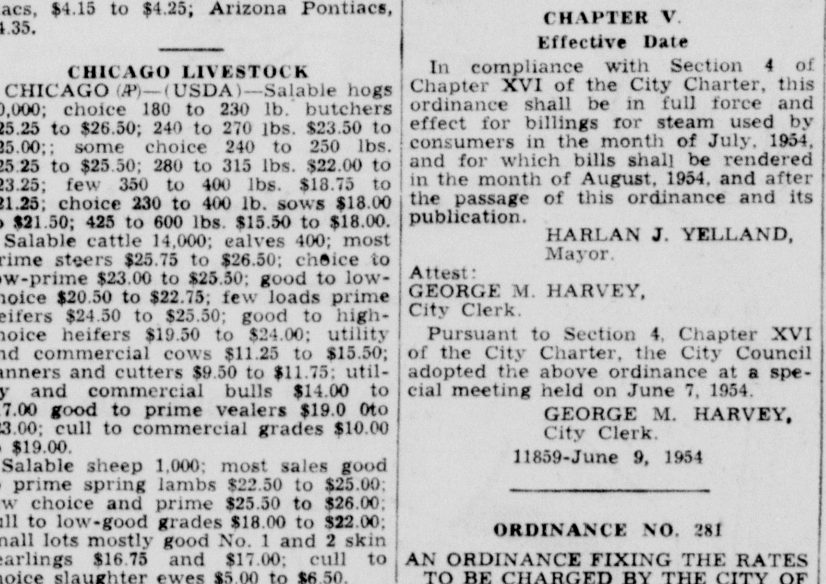 acs, $4.15 to $4.25; Arizona Pontiacs,
4.35.
CHICAGO LIVESTOCK
CHICAGO (AP)—(USDA)—Salable hogs
0,000; choice 180 to 230 lb. butchers
25.25 to $26.50; 240 to 270 lbs. $23.50 to
25.00;; some choice 240 to 250 lbs.
25.25 to $25.50; 280 to 315 lbs. $22.00 to
23.25; few 350 to 400 lbs. $18.75 to
21.25; choice 230 to 400 lb. sows $18.00
$21.50; 425 to 600 lbs. $15.50 to $18.00.
Salable cattle 14,000; ealves 400; most
rime steers $25.75 to $26.50; choice to
ow-prime $23.00 to $25.50; good to low-
hoice $20.50 to $22.75; few loads prime
eifers $24.50 to $25.50; good to high-
hoice heifers $19.50 to $24.00; utility
nd commercial cows $11.25 to $15.50;
anners and cutters $9.50 to $11.75; util-
y and commercial bulls $14.00 to
7.00 good to prime vealers $19.0 0to
23.00; cull to commercial grades $10.00
$19.00.
Salable sheep 1,000; most sales good
prime spring lambs $22.50 to $25.00;
w choice and prime $25.50 to $26.00;
ull to low-good grades $18.00 to $22.00;
mall lots mostly good No. 1 and 2 skin
earlings $16.75 and $17.00; cull to
hoice slaughter ewes $5.00 to $6.50.
CHAPTER V.
Effective Date
In compliance with Section 4 of
Chapter XVI of the City Charter, this
ordinance shall be in full force and
effect for billings for steam used by
consumers in the month of July, 1954,
and for which bills shall be rendered
in the month of August, 1954, and after
the passage of this ordinance and its
publication.
HARLAN J. YELLAND,
Mayor.
Attest:
GEORGE M. HARVEY,
City Clerk.
Pursuant to Section 4, Chapter XVI
of the City Charter, the City Council
adopted the above ordinance at a spe-
cial meeting held on June 7, 1954.
GEORGE M. HARVEY,
City Clerk.
11859-June 9, 1954
ORDINANCE NO. 281
AN ORDINANCE FIXING THE RATES
TO BE CHARGED BY THE CITY OF